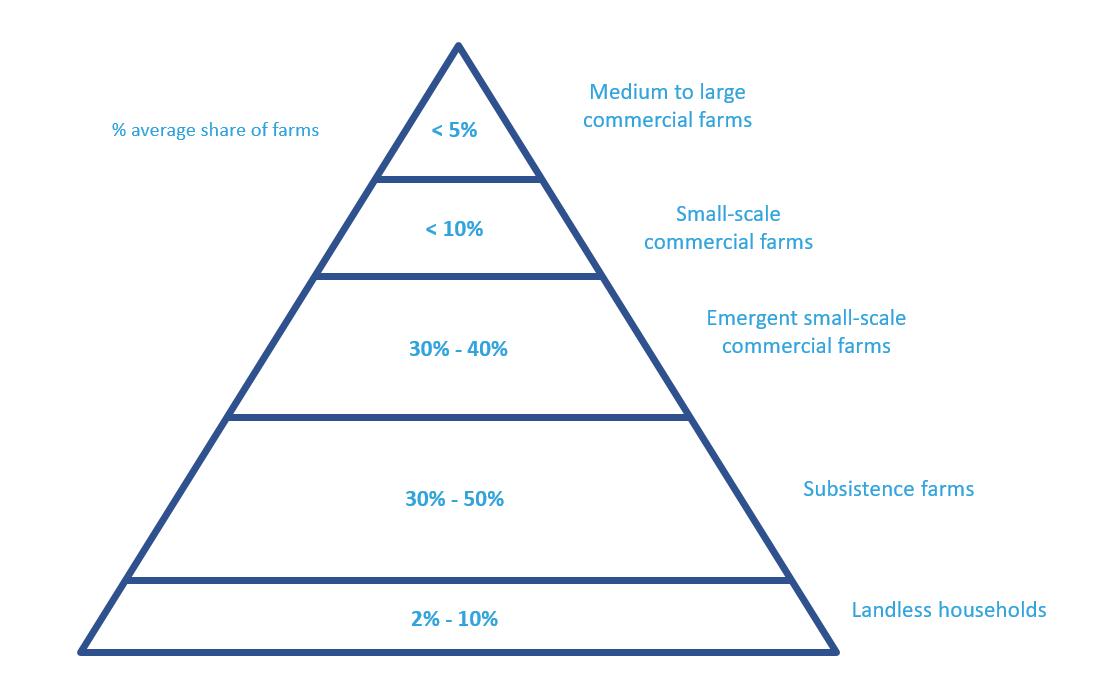 Medium to large
commercial farms
% average share of farms
< 5%
Small-scale
commercial farms
< 10%
Emergent small-scale
commercial farms
30% - 40%
Subsistence farms
30% - 50%
Landless households
2% - 10%